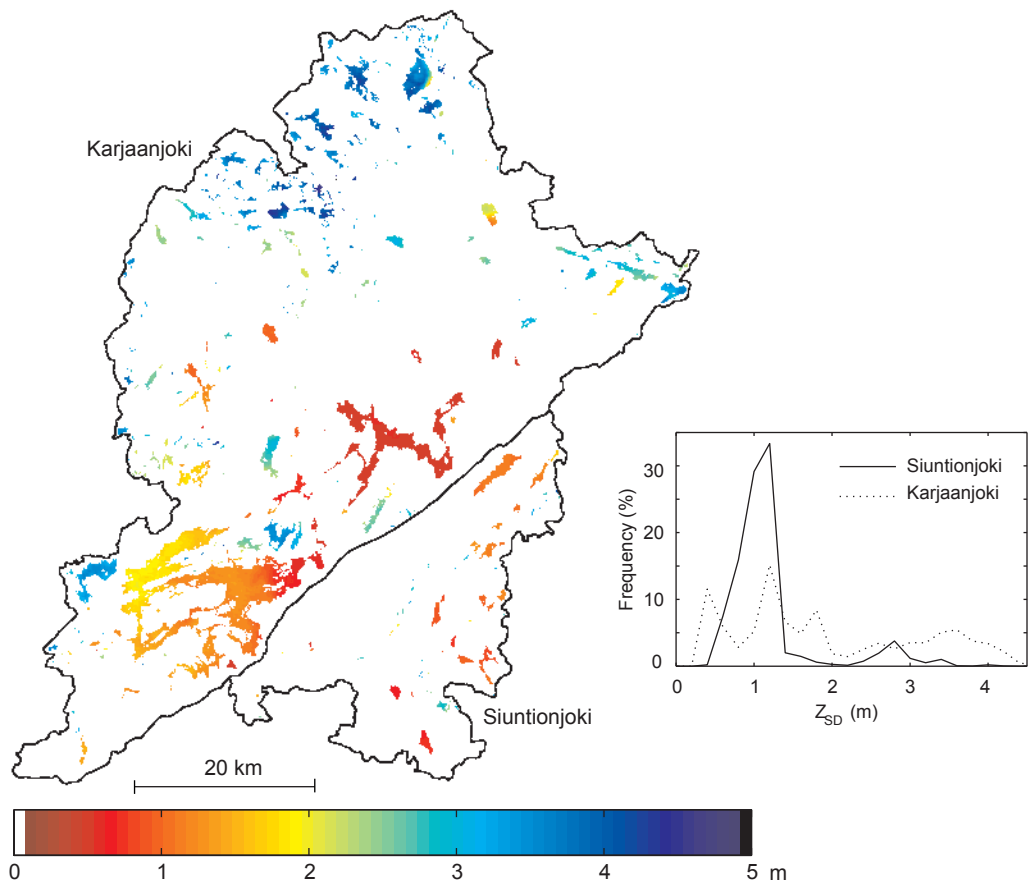 Karjaanjoki
Siuntionjoki
20 km
0 1 2 3 4 5 m
Frequency (%)
30
20
10
0
Siuntionjoki
Karjaanjoki
0 1 2 3 4
Z_SD (m)